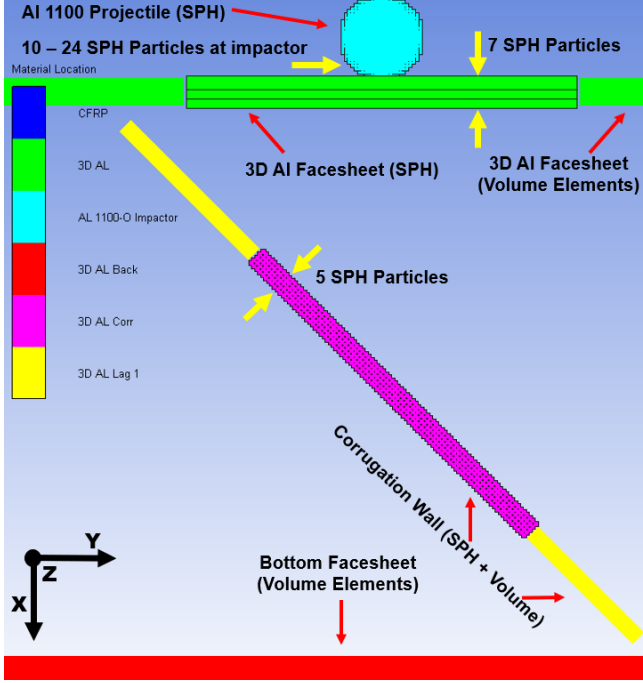 Al 1100 Projectile (SPH)
10 – 24 SPH Particles at impactor
7 SPH Particles
Material Location
CFRP
3D AL
3D Al Facesheet (SPH)
3D Al Facesheet
(Volume Elements)
AL 1100-O Impactor
3D AL Back
5 SPH Particles
3D AL Corr
3D AL Lag 1
Corrugation Wall (SPH + Volume)
Bottom Facesheet
(Volume Elements)
Y
Z
X